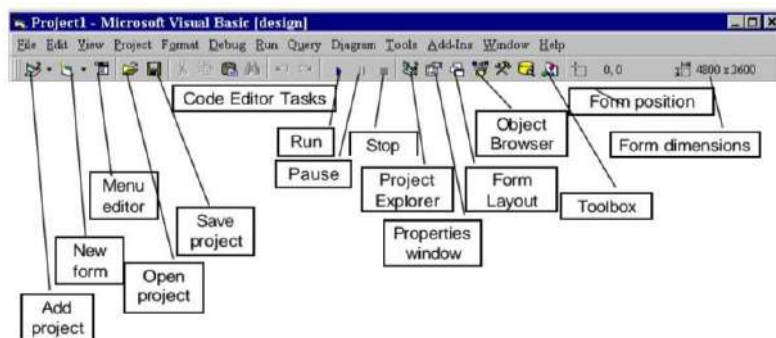 Project1 - Microsoft Visual Basic [design]
File Edit View Project Format Debug Run Query Diagram Tools Add-Ins Window Help
0, 0
4800 x 3600
Code Editor Tasks
Run
Pause
Stop
Project
Explorer
Properties
window
Form
Layout
Object
Browser
Form position
Form dimensions
Toolbox
Menu
editor
Save
project
New
form
Open
project
Add
project